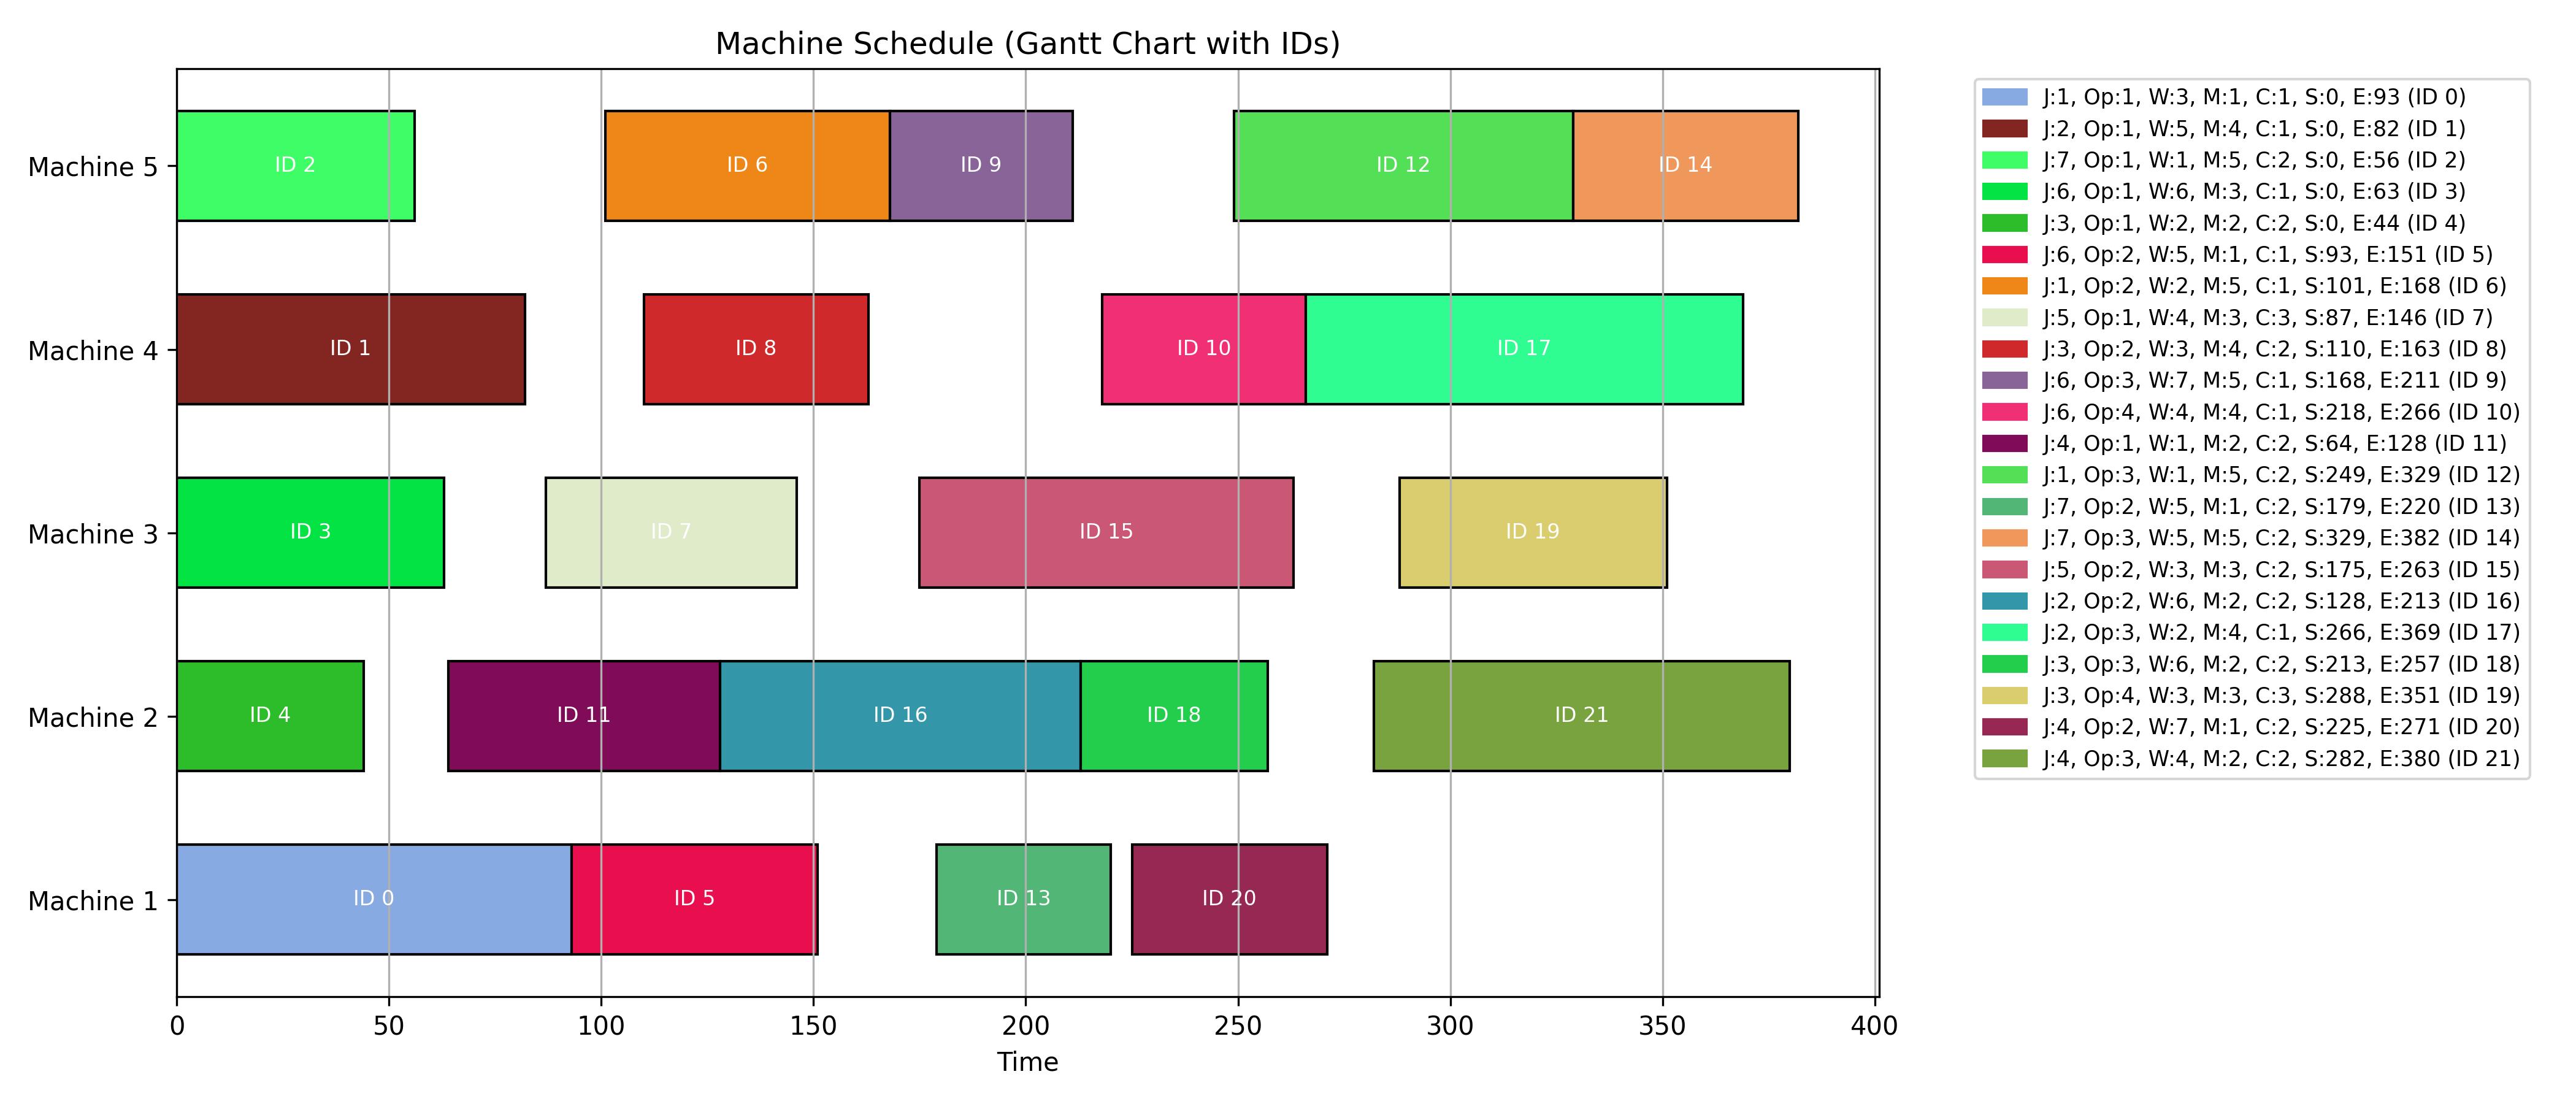 Machine Schedule (Gantt Chart with IDs)
Machine 5
ID 2
ID 6
ID 9
ID 12
ID 14
Machine 4
ID 1
ID 8
ID 10
ID 17
Machine 3
ID 3
ID 7
ID 15
ID 19
Machine 2
ID 4
ID 11
ID 16
ID 18
ID 21
Machine 1
ID 0
ID 5
ID 13
ID 20
0 50 100 150 200 250 300 350 400
Time
J:1, Op:1, W:3, M:1, C:1, S:0, E:93 (ID 0)
J:2, Op:1, W:5, M:4, C:1, S:0, E:82 (ID 1)
J:7, Op:1, W:1, M:5, C:2, S:0, E:56 (ID 2)
J:6, Op:1, W:6, M:3, C:1, S:0, E:63 (ID 3)
J:3, Op:1, W:2, M:2, C:2, S:0, E:44 (ID 4)
J:6, Op:2, W:5, M:1, C:1, S:93, E:151 (ID 5)
J:1, Op:2, W:2, M:5, C:1, S:101, E:168 (ID 6)
J:5, Op:1, W:4, M:3, C:3, S:87, E:146 (ID 7)
J:3, Op:2, W:3, M:4, C:2, S:110, E:163 (ID 8)
J:6, Op:3, W:7, M:5, C:1, S:168, E:211 (ID 9)
J:6, Op:4, W:4, M:4, C:1, S:218, E:266 (ID 10)
J:4, Op:1, W:1, M:2, C:2, S:64, E:128 (ID 11)
J:1, Op:3, W:1, M:5, C:2, S:249, E:329 (ID 12)
J:7, Op:2, W:5, M:1, C:2, S:179, E:220 (ID 13)
J:7, Op:3, W:5, M:5, C:2, S:329, E:382 (ID 14)
J:5, Op:2, W:3, M:3, C:2, S:175, E:263 (ID 15)
J:2, Op:2, W:6, M:2, C:2, S:128, E:213 (ID 16)
J:2, Op:3, W:2, M:4, C:1, S:266, E:369 (ID 17)
J:3, Op:3, W:6, M:2, C:2, S:213, E:257 (ID 18)
J:3, Op:4, W:3, M:3, C:3, S:288, E:351 (ID 19)
J:4, Op:2, W:7, M:1, C:2, S:225, E:271 (ID 20)
J:4, Op:3, W:4, M:2, C:2, S:282, E:380 (ID 21)